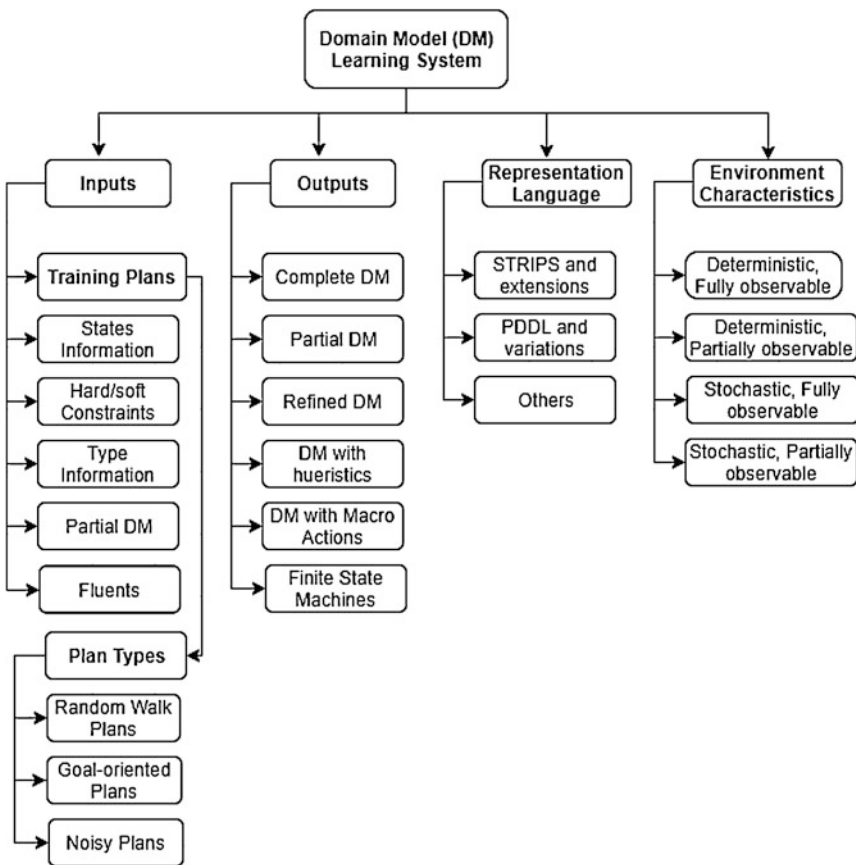 Domain Model (DM)
Learning System
Inputs
Outputs
Representation
Language
Environment
Characteristics
Training Plans
States
Information
Hard/soft
Constraints
Type
Information
Partial DM
Fluents
Plan Types
Random Walk
Plans
Goal-oriented
Plans
Noisy Plans
Complete DM
Partial DM
Refined DM
DM with
hueristics
DM with Macro
Actions
Finite State
Machines
STRIPS and
extensions
PDDL and
variations
Others
Deterministic,
Fully observable
Deterministic,
Partially observable
Stochastic, Fully
observable
Stochastic, Partially
observable